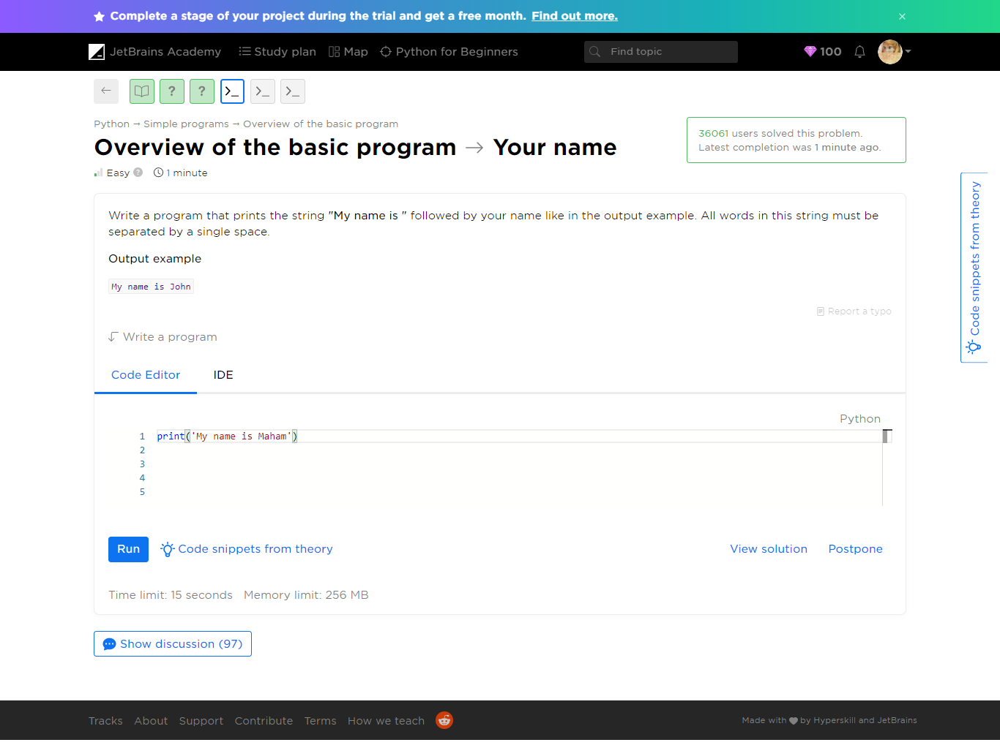 Complete a stage of your project during the trial and get a free month. Find out more. ×
JetBrains Academy Study plan Map Python for Beginners Find topic 100
? ? >_ >_ >_
Python → Simple programs → Overview of the basic program
Overview of the basic program → Your name
Easy ? 1 minute
36061 users solved this problem.
Latest completion was 1 minute ago.
Code snippets from theory
Write a program that prints the string "My name is " followed by your name like in the output example. All words in this string must be
separated by a single space.
Output example
My name is John
Report a typo
Write a program
Code Editor IDE
Python
1 print('My name is Maham')
2
3
4
5
Run Code snippets from theory View solution Postpone
Time limit: 15 seconds Memory limit: 256 MB
Show discussion (97)
Tracks About Support Contribute Terms How we teach Made with ♥ by Hyperskill and JetBrains